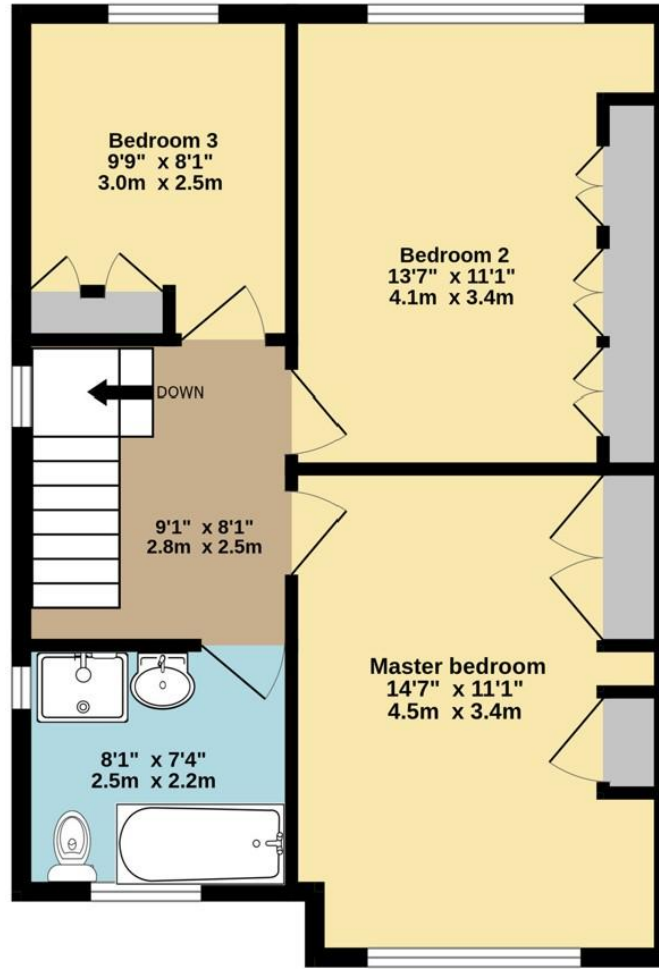 Bedroom 3
9'9" x 8'1"
3.0m x 2.5m
Bedroom 2
13'7" x 11'1"
4.1m x 3.4m
DOWN
9'1" x 8'1"
2.8m x 2.5m
Master bedroom
14'7" x 11'1"
4.5m x 3.4m
8'1" x 7'4"
2.5m x 2.2m